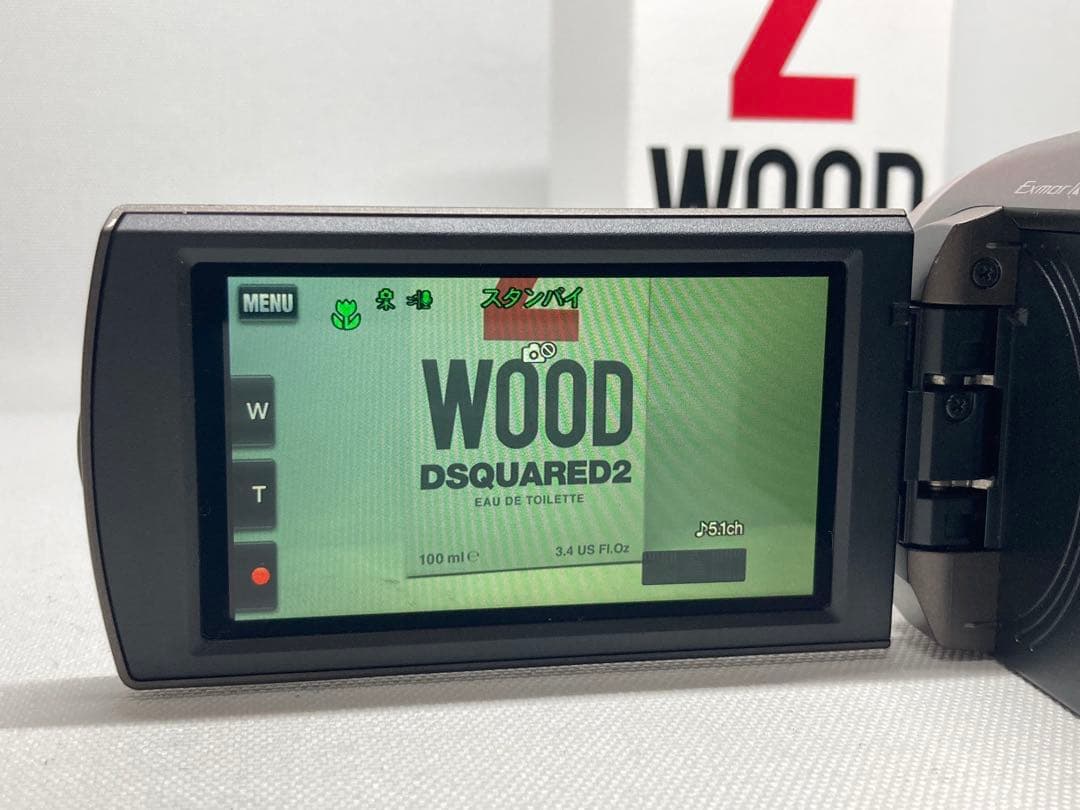 WOOD
Exmor
MENU
スタンバイ
W
T
WOOD
DSQUARED2
EAU DE TOILETTE
♪5.1ch
100 ml ℮
3.4 US Fl.Oz